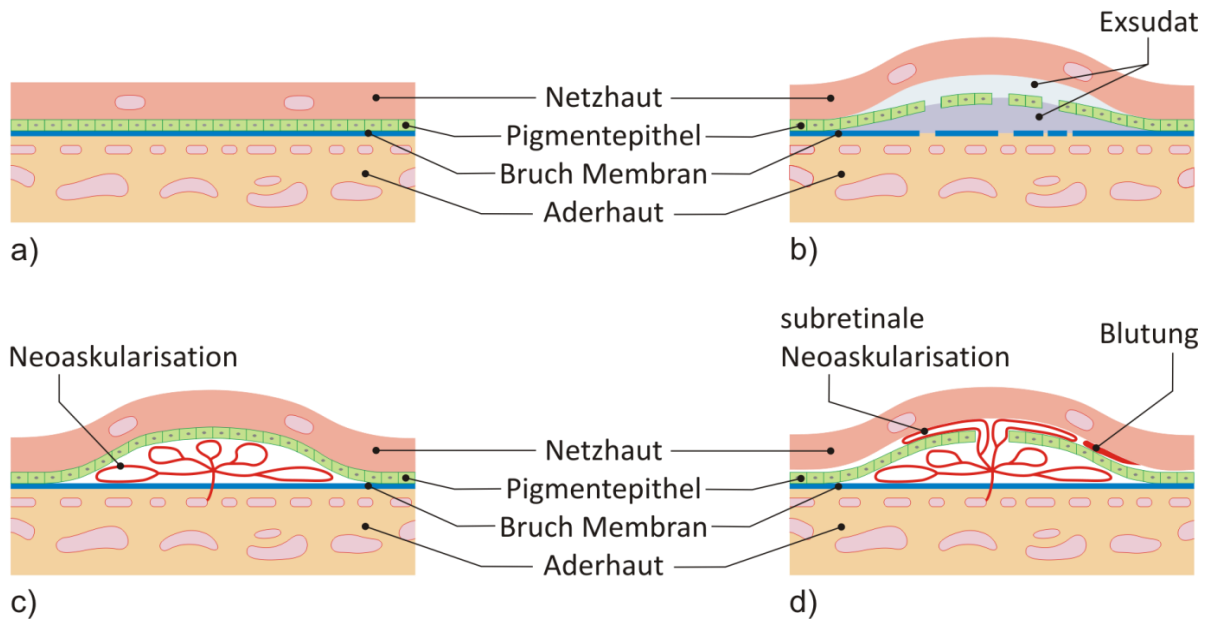 Exsudat
Netzhaut
Pigmentepithel
Bruch Membran
Aderhaut
a)
b)
Neoaskularisation
subretinale
Neoaskularisation
Blutung
Netzhaut
Pigmentepithel
Bruch Membran
Aderhaut
c)
d)